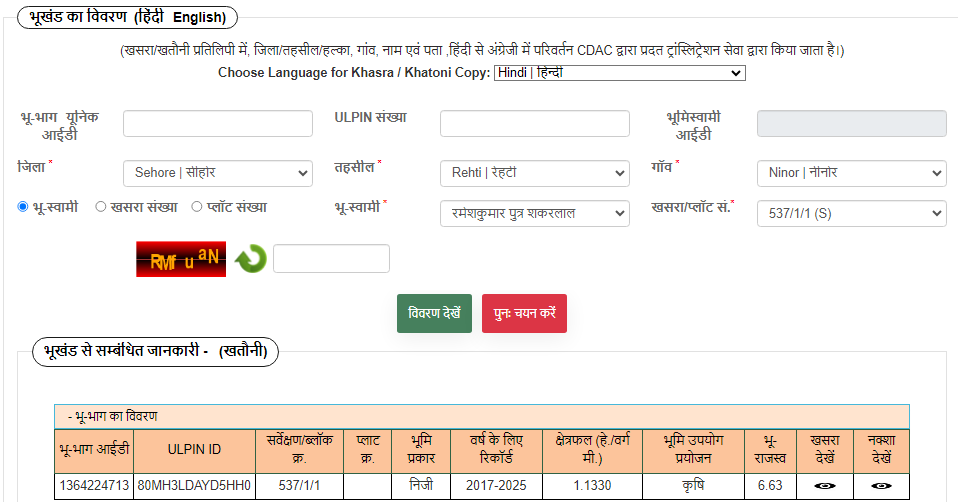 भूखंड का विवरण (हिंदी English)
(खसरा/खतौनी प्रतिलिपी में, जिला/तहसील/हल्का, गांव, नाम एवं पता ,हिंदी से अंग्रेजी में परिवर्तन CDAC द्वारा प्रदत ट्रांस्लिट्रेशन सेवा द्वारा किया जाता है।)
Choose Language for Khasra / Khatoni Copy: Hindi | हिन्दी
भू-भाग यूनिक आईडी
ULPIN संख्या
भूमिस्वामी आईडी
जिला * Sehore | सीहोर
तहसील * Rehti | रेहटी
गाँव * Ninor | नीनोर
भू-स्वामी खसरा संख्या प्लॉट संख्या
भू-स्वामी * रमेशकुमार पुत्र शकरलाल
खसरा/प्लॉट सं.* 537/1/1 (S)
RMf u aN
विवरण देखें पुनः चयन करें
भूखंड से सम्बंधित जानकारी - (खतौनी)
- भू-भाग का विवरण
भू-भाग आईडी ULPIN ID सर्वेक्षण/ब्लॉक क्र. प्लाट क्र. भूमि प्रकार वर्ष के लिए रिकॉर्ड क्षेत्रफल (हे./वर्ग मी.) भूमि उपयोग प्रयोजन भू-राजस्व खसरा देखें नक्शा देखें
1364224713 80MH3LDAYD5HH0 537/1/1 निजी 2017-2025 1.1330 कृषि 6.63